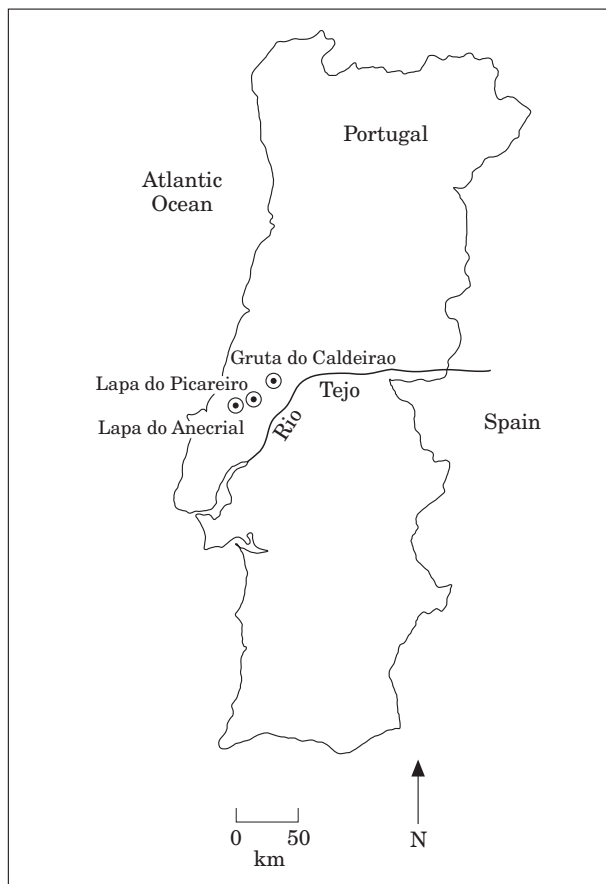 Portugal
Atlantic
Ocean
Gruta do Caldeirao
Lapa do Picareiro
Tejo
Lapa do Anecrial
Rio
Spain
0 50
km
N